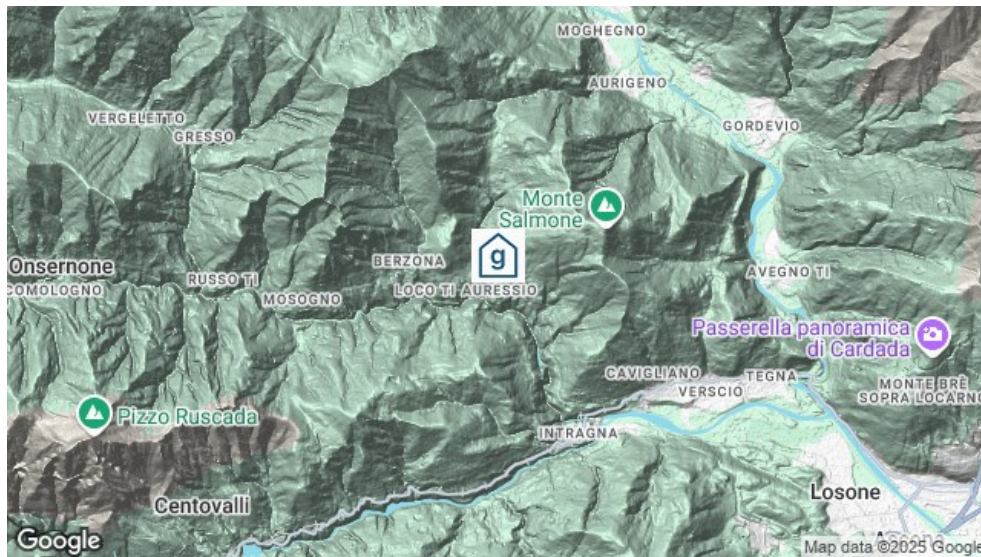 MOGHEGNO
AURIGENO
VERGELETTO
GORDEVIO
GRESSO
Monte
Salmone
g
BERZONA
Onsernone
RUSSO TI
AVEGNO TI
COMOLOGNO
MOSOGNO
LOCO TI AURESSIO
Passerella panoramica
di Cardada
CAVIGLIANO
TEGNA
VERSCIO
MONTE BRÈ
SOPRA LOCARNO
Pizzo Ruscada
INTRAGNA
Centovalli
Losone
Google
Map data ©2025 Google